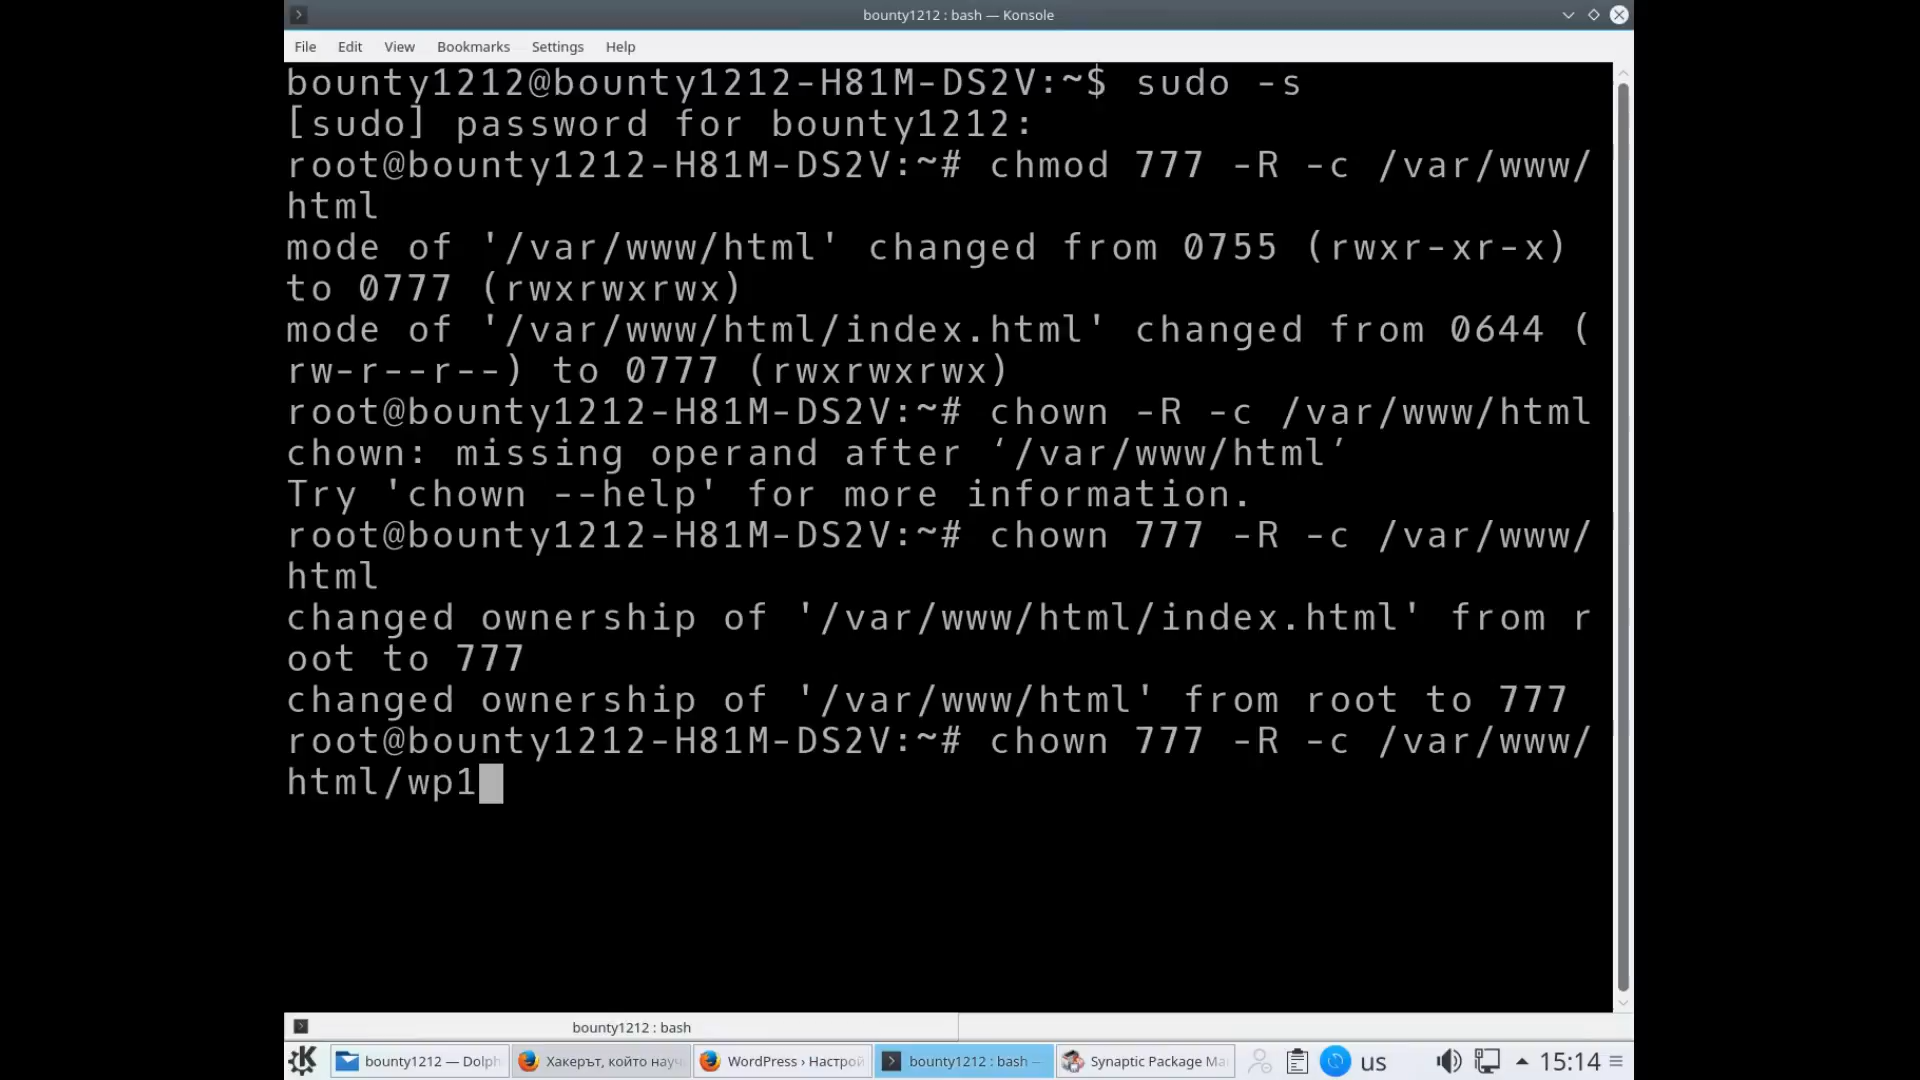 bounty1212 : bash — Konsole
File Edit View Bookmarks Settings Help
bounty1212@bounty1212-H81M-DS2V:~$ sudo -s
[sudo] password for bounty1212:
root@bounty1212-H81M-DS2V:~# chmod 777 -R -c /var/www/
html
mode of '/var/www/html' changed from 0755 (rwxr-xr-x)
to 0777 (rwxrwxrwx)
mode of '/var/www/html/index.html' changed from 0644 (
rw-r--r--) to 0777 (rwxrwxrwx)
root@bounty1212-H81M-DS2V:~# chown -R -c /var/www/html
chown: missing operand after ‘/var/www/html’
Try 'chown --help' for more information.
root@bounty1212-H81M-DS2V:~# chown 777 -R -c /var/www/
html
changed ownership of '/var/www/html/index.html' from r
oot to 777
changed ownership of '/var/www/html' from root to 777
root@bounty1212-H81M-DS2V:~# chown 777 -R -c /var/www/
html/wp1
bounty1212 : bash
bounty1212 — Dolph Хакерът, който науч WordPress › Настрой bounty1212 : bash — Synaptic Package Ma us 15:14